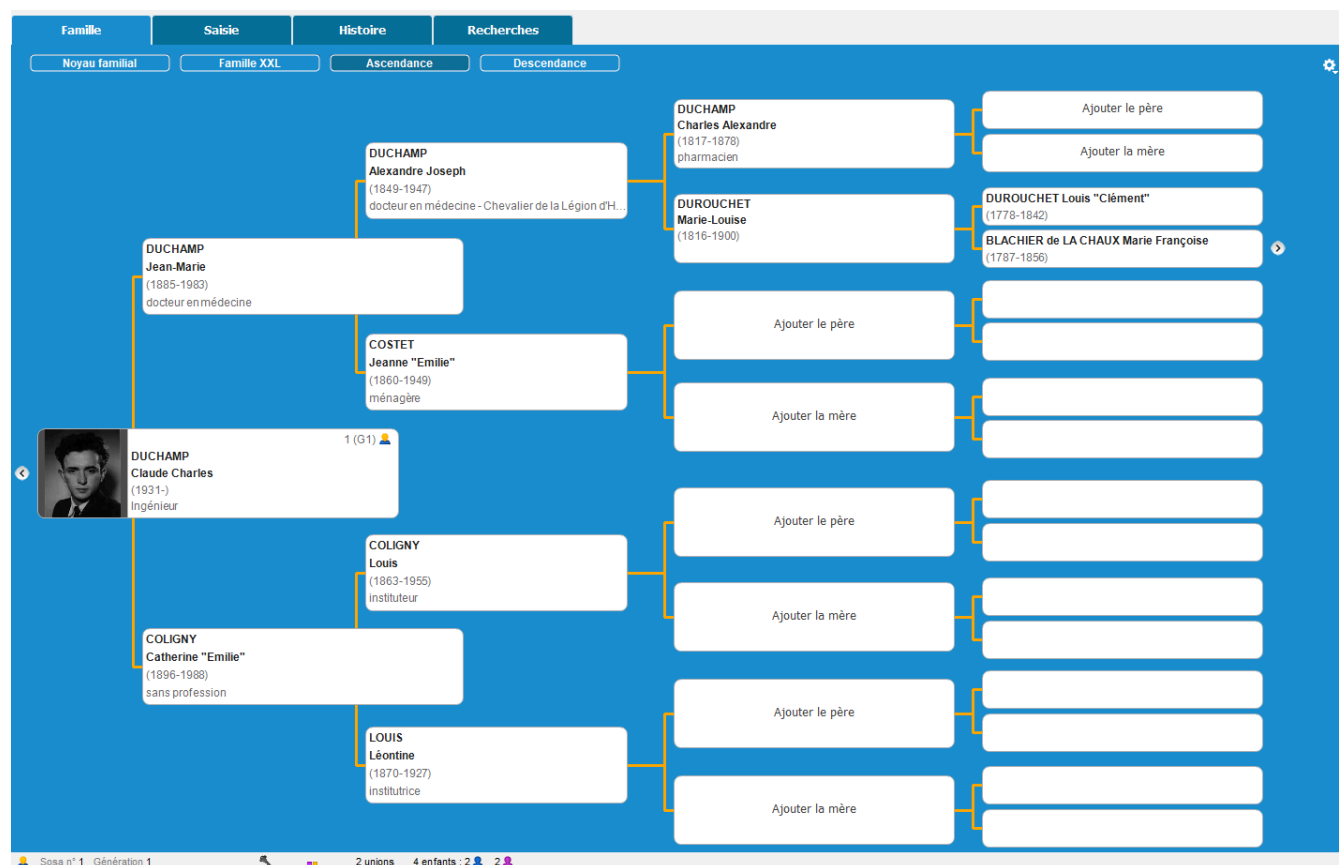 Famille
Saisie
Histoire
Recherches
Noyau familial
Famille XXL
Ascendance
Descendance
DUCHAMP
Charles Alexandre
(1817-1878)
pharmacien
Ajouter le père
Ajouter la mère
DUCHAMP
Alexandre Joseph
(1849-1947)
docteur en médecine - Chevalier de la Légion d'H...
DUROUCHET
Marie-Louise
(1816-1900)
DUROUCHET Louis "Clément"
(1778-1842)
BLACHIER de LA CHAUX Marie Françoise
(1787-1856)
DUCHAMP
Jean-Marie
(1885-1983)
docteur en médecine
Ajouter le père
COSTET
Jeanne "Emilie"
(1860-1949)
ménagère
Ajouter la mère
1 (G1)
DUCHAMP
Claude Charles
(1931-)
Ingénieur
Ajouter le père
COLIGNY
Louis
(1863-1955)
instituteur
Ajouter la mère
COLIGNY
Catherine "Emilie"
(1896-1988)
sans profession
Ajouter le père
LOUIS
Léontine
(1870-1927)
institutrice
Ajouter la mère
Sosa n° 1 Génération 1
2 unions 4 enfants : 2 2